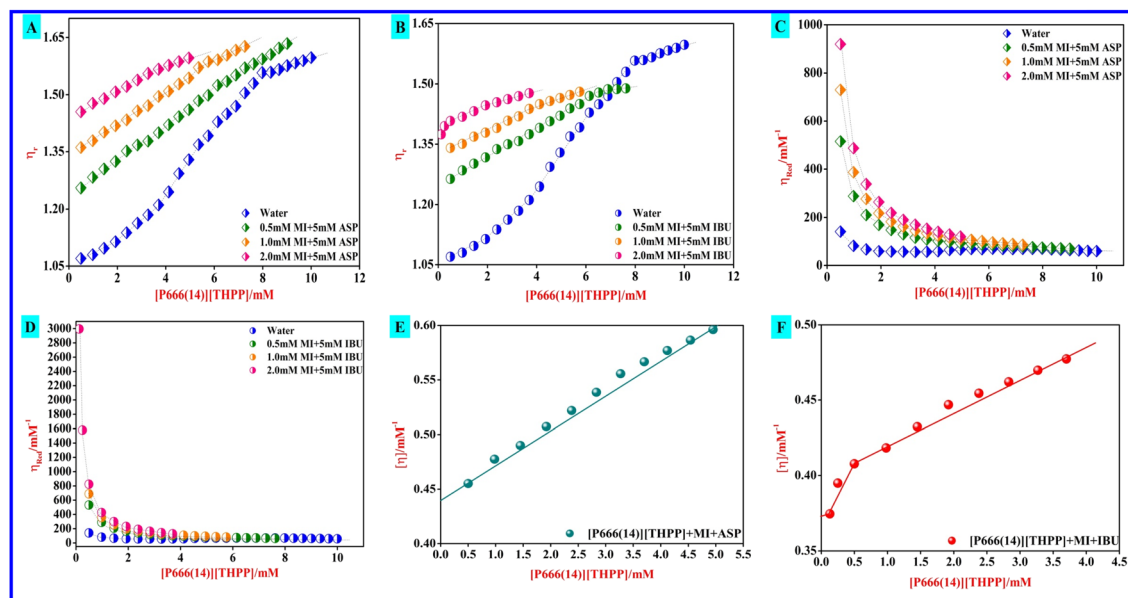 A
1.65
1.50
1.35
1.20
1.05
ηr
0
2
4
6
8
10
12
[P666(14)][THPP]/mM
Water
0.5mM MI+5mM ASP
1.0mM MI+5mM ASP
2.0mM MI+5mM ASP
B
1.65
1.50
1.35
1.20
1.05
ηr
0
2
4
6
8
10
12
[P666(14)][THPP]/mM
Water
0.5mM MI+5mM IBU
1.0mM MI+5mM IBU
2.0mM MI+5mM IBU
C
1000
800
600
400
200
0
ηRed/mM-1
0
2
4
6
8
10
[P666(14)][THPP]/mM
Water
0.5mM MI+5mM ASP
1.0mM MI+5mM ASP
2.0mM MI+5mM ASP
D
3000
2800
2600
2400
2200
2000
1800
1600
1400
1200
1000
800
600
400
200
0
ηRed/mM-1
0
2
4
6
8
10
[P666(14)][THPP]/mM
Water
0.5mM MI+5mM IBU
1.0mM MI+5mM IBU
2.0mM MI+5mM IBU
E
0.60
0.55
0.50
0.45
0.40
[η]/mM-1
0.0 0.5 1.0 1.5 2.0 2.5 3.0 3.5 4.0 4.5 5.0
[P666(14)][THPP]/mM
[P666(14)][THPP]+MI+ASP
F
0.50
0.45
0.40
0.35
[η]/mM-1
0.0 0.5 1.0 1.5 2.0 2.5 3.0 3.5 4.0 4.5
[P666(14)][THPP]/mM
[P666(14)][THPP]+MI+IBU